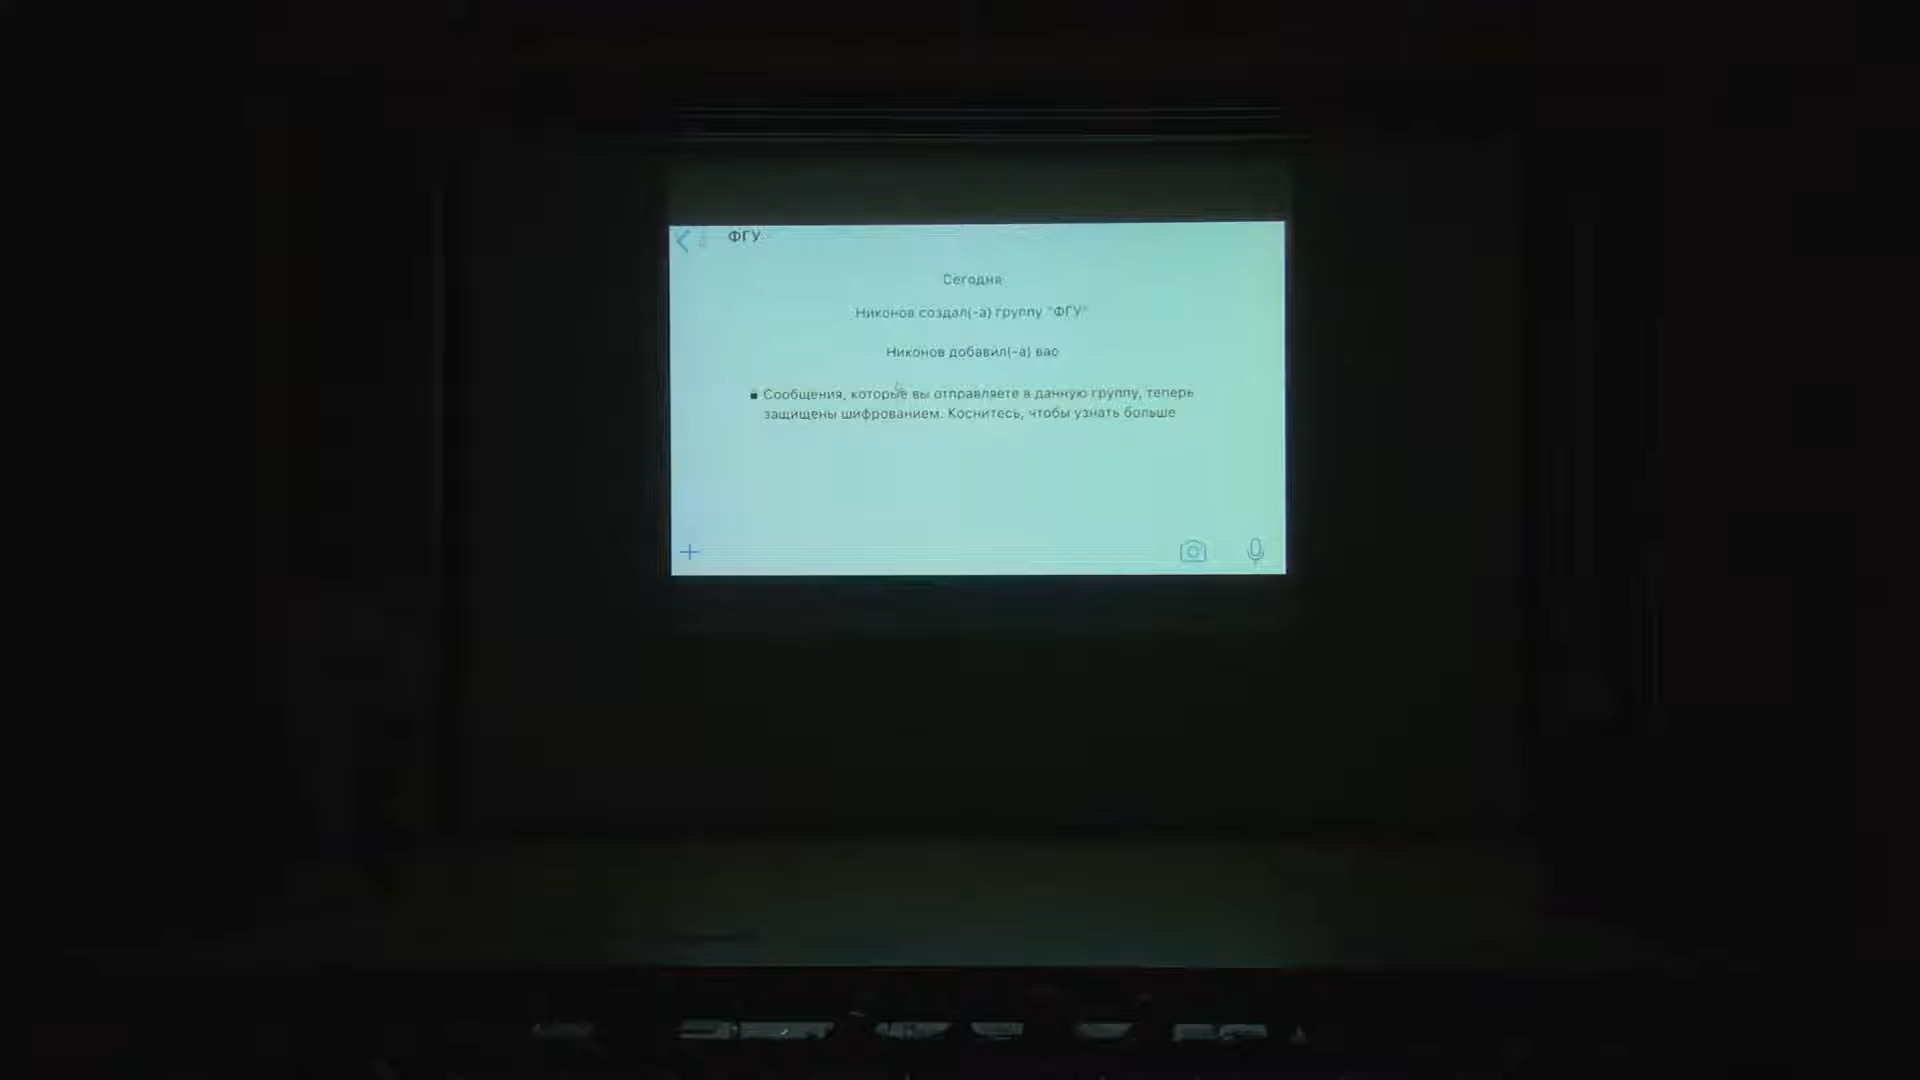 ФГУ
Сегодня
Никонов создал(-а) группу "ФГУ"
Никонов добавил(-а) вас
Сообщения, которые вы отправляете в данную группу, теперь
защищены шифрованием. Коснитесь, чтобы узнать больше